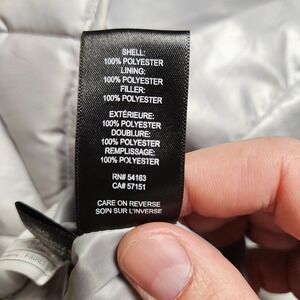 SHELL:
100% POLYESTER
LINING:
100% POLYESTER
FILLER:
100% POLYESTER
EXTÉRIEURE:
100% POLYESTER
DOUBLURE:
100% POLYESTER
REMPLISSAGE:
100% POLYESTER
RN# 54163
CA# 57151
CARE ON REVERSE
SOIN SUR L'INVERSE